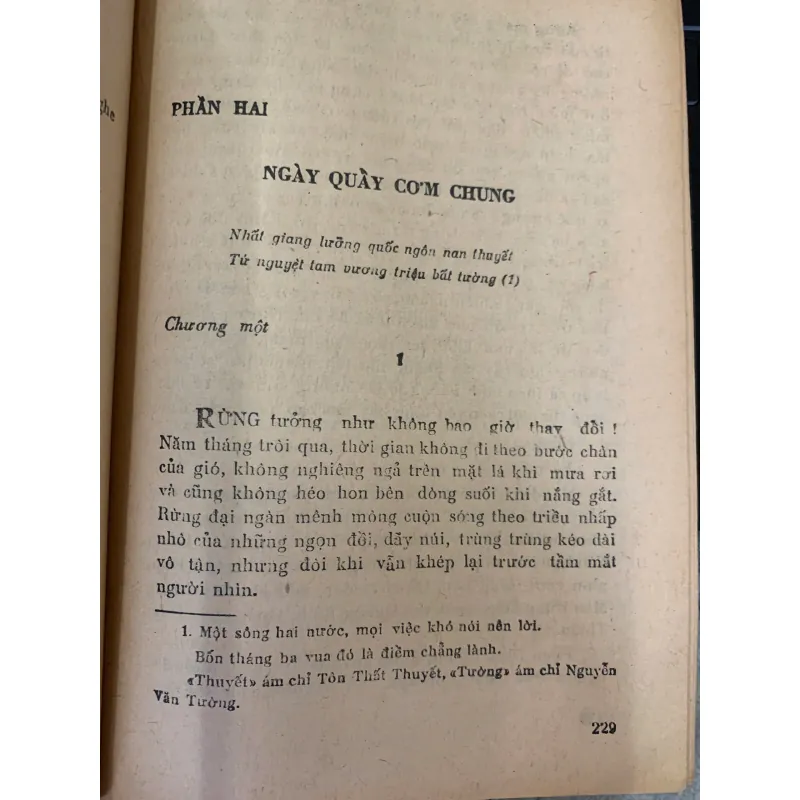 ghe
PHẦN HAI
NGÀY QUẦY CƠM CHUNG
Nhất giang lưỡng quốc ngôn nan thuyết
Tứ nguyệt tam vương triệu bất tường (1)
Chương một
1
RỪNG tưởng như không bao giờ thay đổi !
Năm tháng trôi qua, thời gian không đi theo bước chân
của gió, không nghiêng ngả trên mặt lá khi mưa rơi
và cũng không héo hon bên dòng suối khi nắng gắt.
Rừng đại ngàn mênh mông cuộn sóng theo triều nhấp
nhô của những ngọn đồi, dãy núi, trùng trùng kéo dài
vô tận, nhưng đôi khi vẫn khép lại trước tầm mắt
người nhìn.
1. Một sông hai nước, mọi việc khó nói nên lời.
Bốn tháng ba vua đó là điềm chẳng lành.
«Thuyết» ám chỉ Tôn Thất Thuyết, «Tường» ám chỉ Nguyễn
Văn Tường.
229